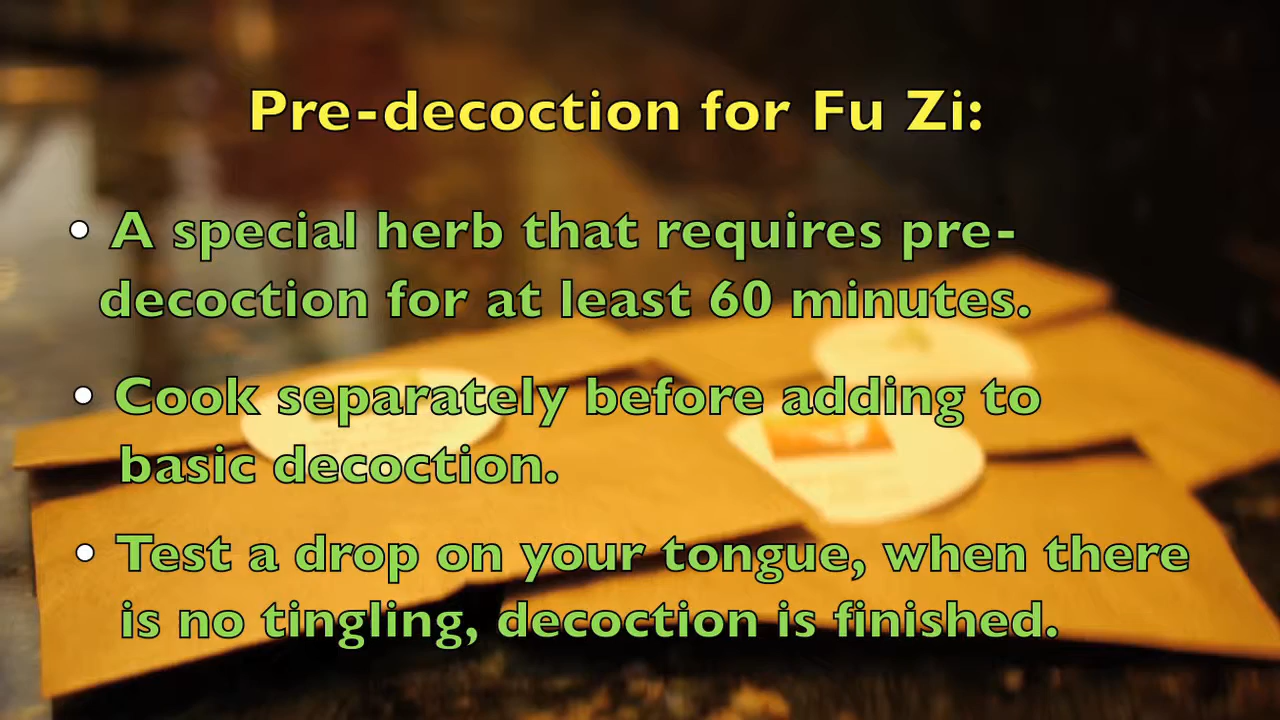 Pre-decoction for Fu Zi:
• A special herb that requires pre-
decoction for at least 60 minutes.
• Cook separately before adding to
basic decoction.
• Test a drop on your tongue, when there
is no tingling, decoction is finished.